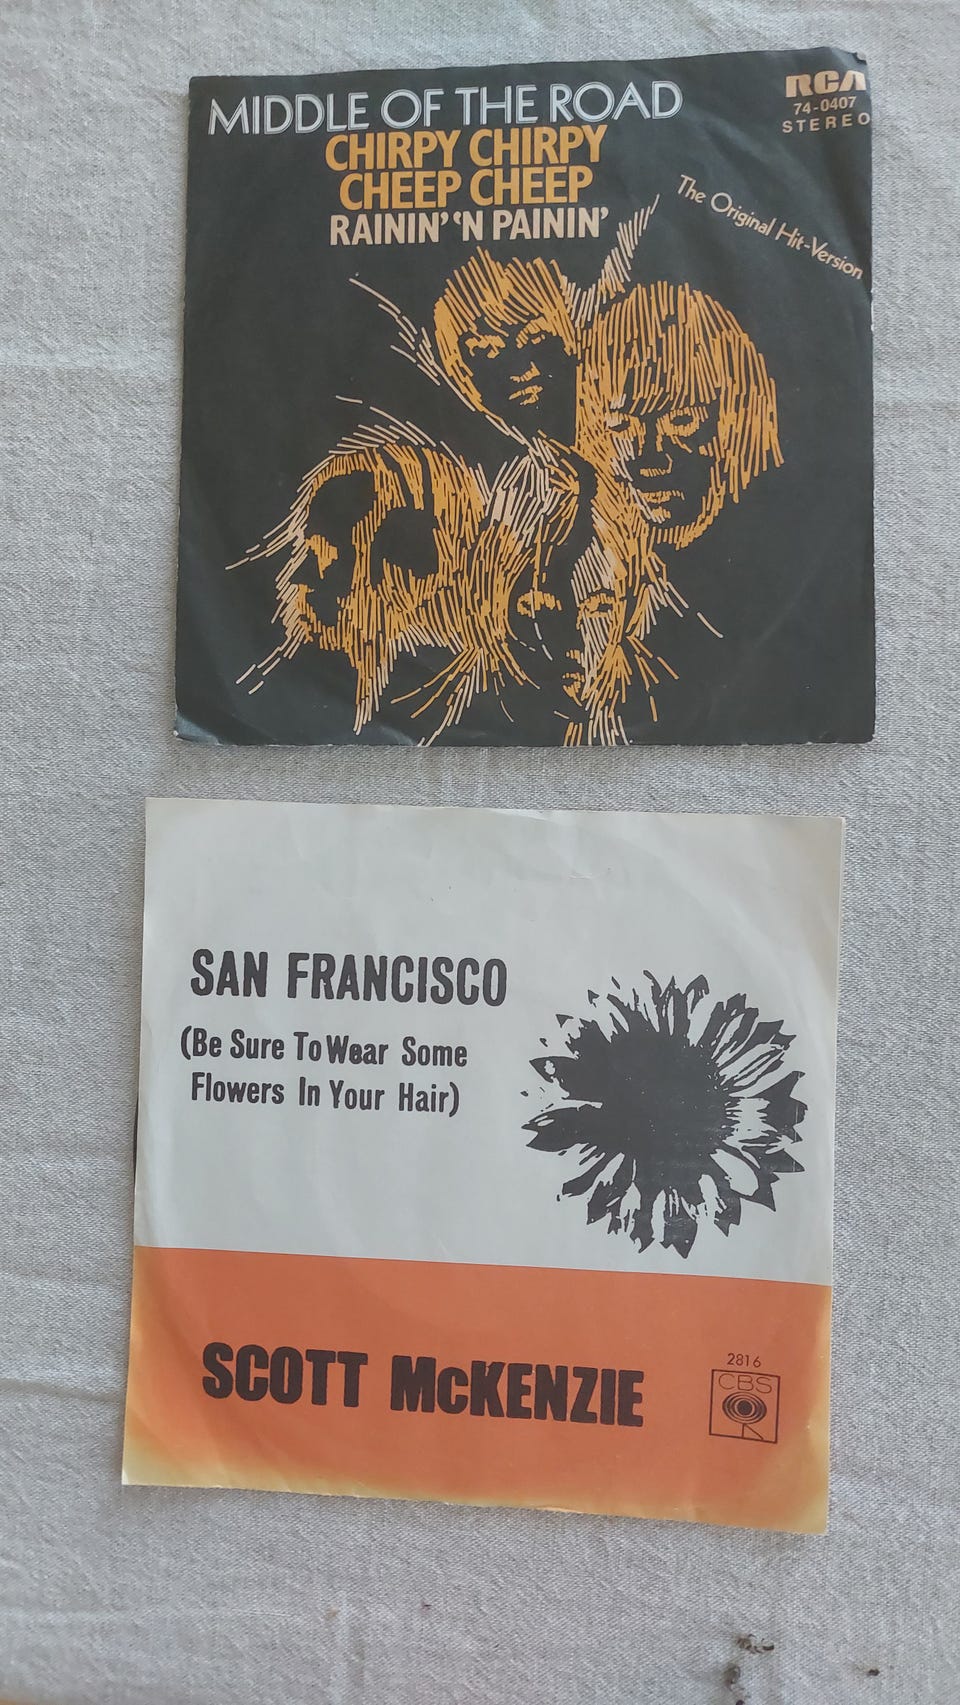 MIDDLE OF THE ROAD
CHIRPY CHIRPY
CHEEP CHEEP
RAININ' 'N PAININ'
RCA
74-0407
STEREO
The Original Hit-Version
SAN FRANCISCO
(Be Sure To Wear Some
Flowers In Your Hair)
SCOTT McKENZIE
2816
CBS